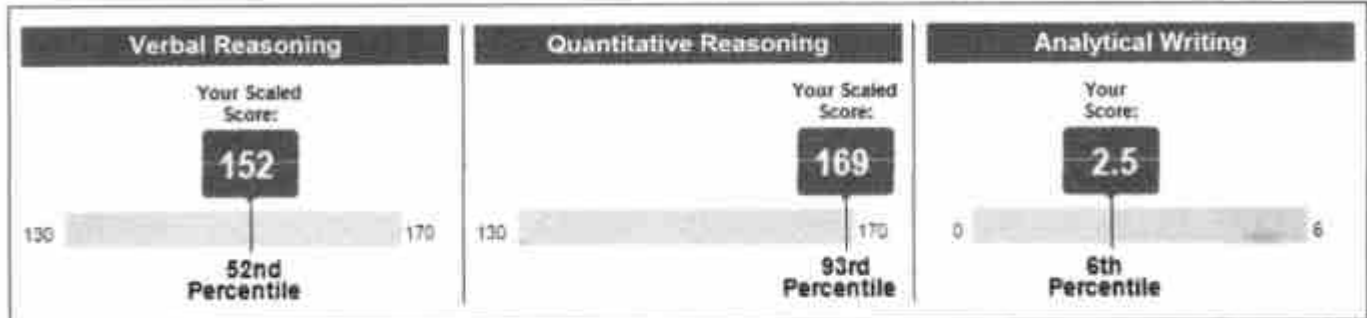 Verbal Reasoning
Your Scaled
Score:
152
130
170
52nd
Percentile
Quantitative Reasoning
Your Scaled
Score:
169
130
170
93rd
Percentile
Analytical Writing
Your
Score:
2.5
0
6
6th
Percentile